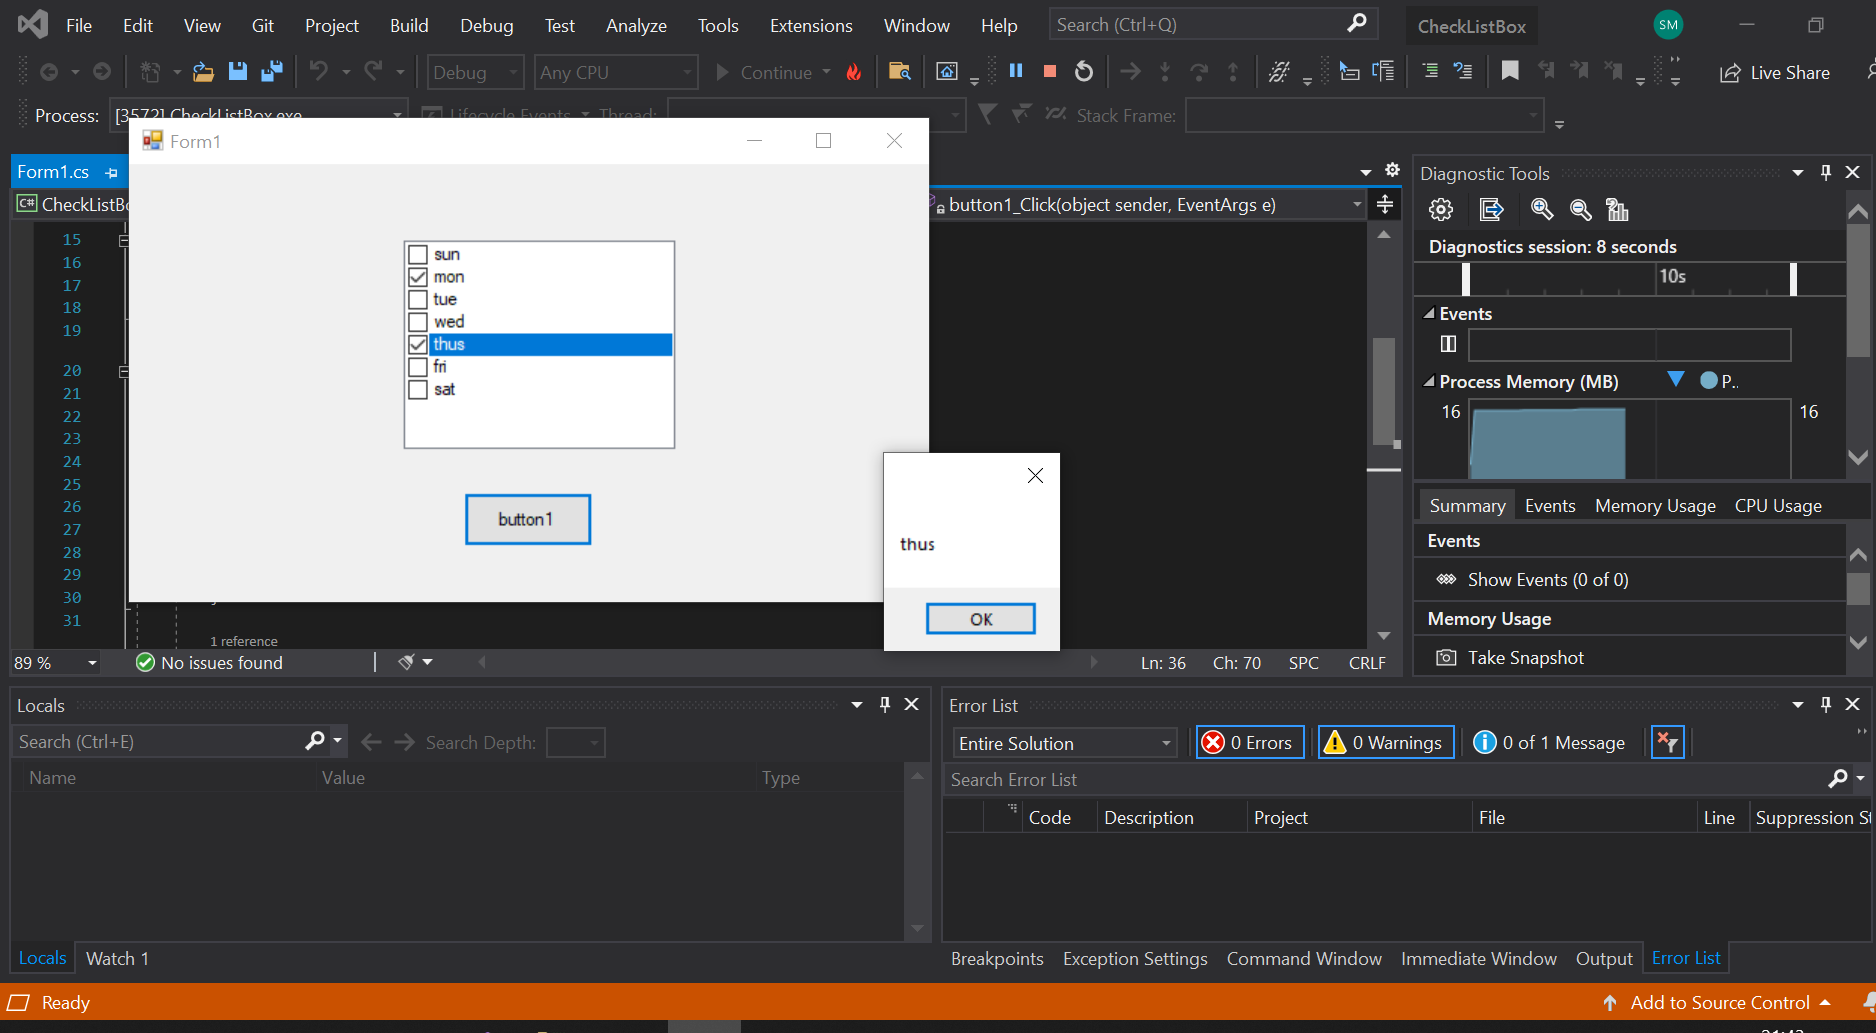 File Edit View Git Project Build Debug Test Analyze Tools Extensions Window Help Search (Ctrl+Q) CheckListBox SM
Debug Any CPU Continue Live Share
Process: [3572] CheckListBox.exe Lifecycle Events Thread: Stack Frame:
Form1
Form1.cs
C# CheckListBo button1_Click(object sender, EventArgs e)
15
16
17
18
19
20
21
22
23
24
25
26
27
28
29
30
31
sun
mon
tue
wed
thus
fri
sat
button1
thus
OK
1 reference
89 % No issues found Ln: 36 Ch: 70 SPC CRLF
Diagnostic Tools
Diagnostics session: 8 seconds
10s
Events
Process Memory (MB) P..
16 16
Summary Events Memory Usage CPU Usage
Events
Show Events (0 of 0)
Memory Usage
Take Snapshot
Locals
Search (Ctrl+E) Search Depth:
Name Value Type
Locals Watch 1
Error List
Entire Solution 0 Errors 0 Warnings 0 of 1 Message
Search Error List
Code Description Project File Line Suppression St
Breakpoints Exception Settings Command Window Immediate Window Output Error List
Ready Add to Source Control